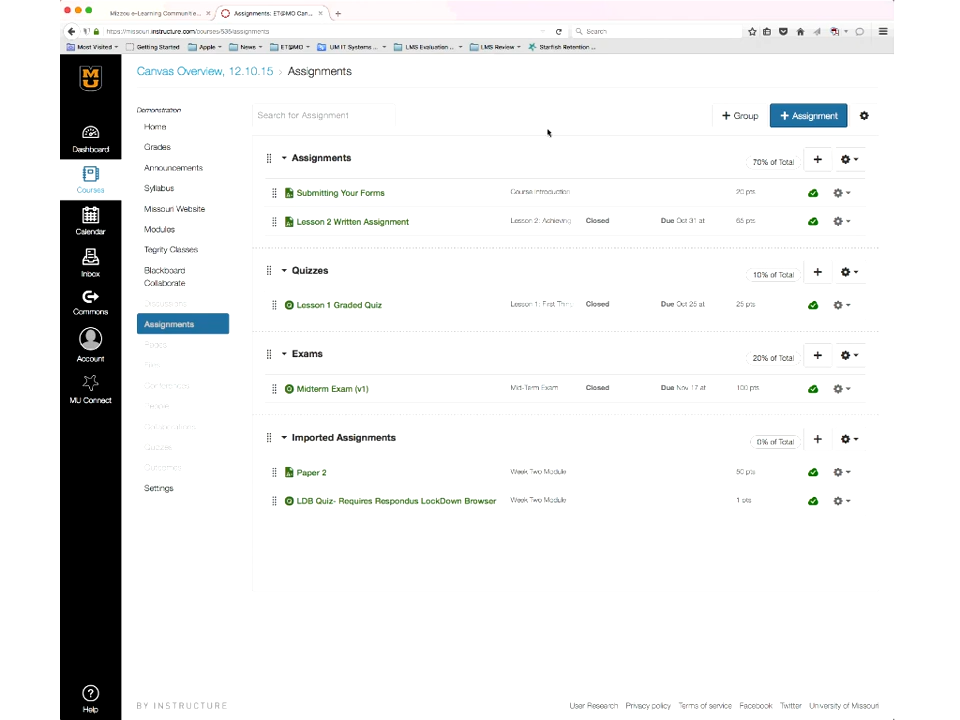 Mizzou e-Learning Communitie... × Assignments: ET@MO Can... × +
https://missouri.instructure.com/courses/535/assignments Search
Most Visited Getting Started Apple News ET@MO UM IT Systems ... LMS Evaluation ... LMS Review Starfish Retention ...
MU
Canvas Overview, 12.10.15 › Assignments
Demonstration
Search for Assignment
+ Group
+ Assignment
Dashboard
Courses
Calendar
Inbox
Commons
Account
MU Connect
Help
Home
Grades
Announcements
Syllabus
Missouri Website
Modules
Tegrity Classes
Blackboard
Collaborate
Discussions
Assignments
Pages
Files
Conferences
People
Collaborations
Quizzes
Outcomes
Settings
Assignments 70% of Total
Submitting Your Forms Course Introduction 20 pts
Lesson 2 Written Assignment Lesson 2: Achieving Closed Due Oct 31 at 65 pts
Quizzes 10% of Total
Lesson 1 Graded Quiz Lesson 1: First Thin Closed Due Oct 25 at 25 pts
Exams 20% of Total
Midterm Exam (v1) Mid-Term Exam Closed Due Nov 17 at 100 pts
Imported Assignments 0% of Total
Paper 2 Week Two Module 50 pts
LDB Quiz- Requires Respondus LockDown Browser Week Two Module 1 pts
BY INSTRUCTURE
User Research Privacy policy Terms of service Facebook Twitter University of Missouri